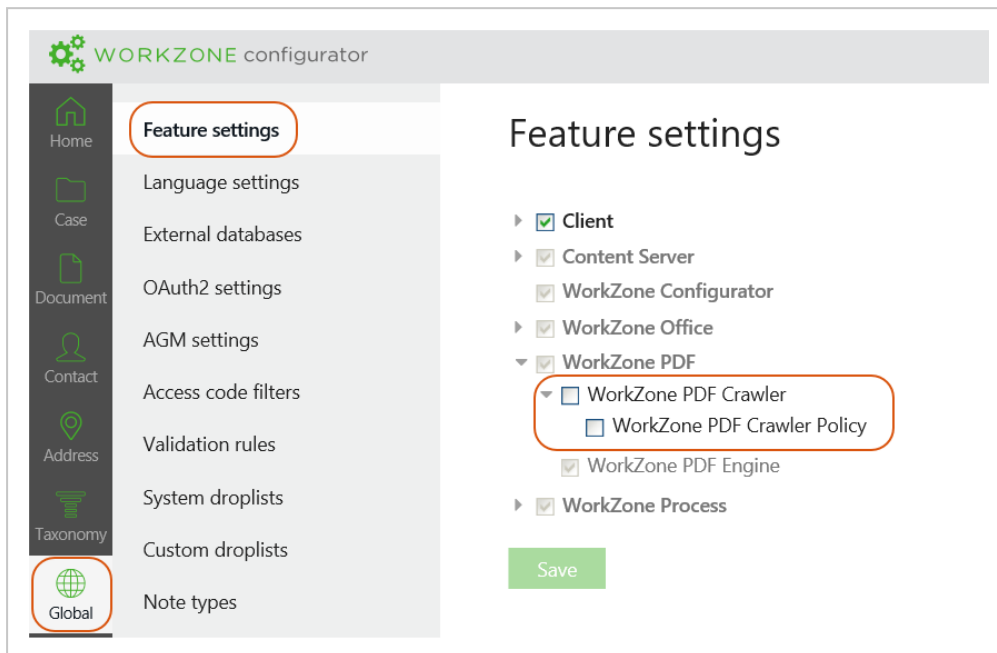 WORKZONE configurator
Home
Case
Document
Contact
Address
Taxonomy
Global
Feature settings
Language settings
External databases
OAuth2 settings
AGM settings
Access code filters
Validation rules
System droplists
Custom droplists
Note types
Feature settings
Client
Content Server
WorkZone Configurator
WorkZone Office
WorkZone PDF
WorkZone PDF Crawler
WorkZone PDF Crawler Policy
WorkZone PDF Engine
WorkZone Process
Save